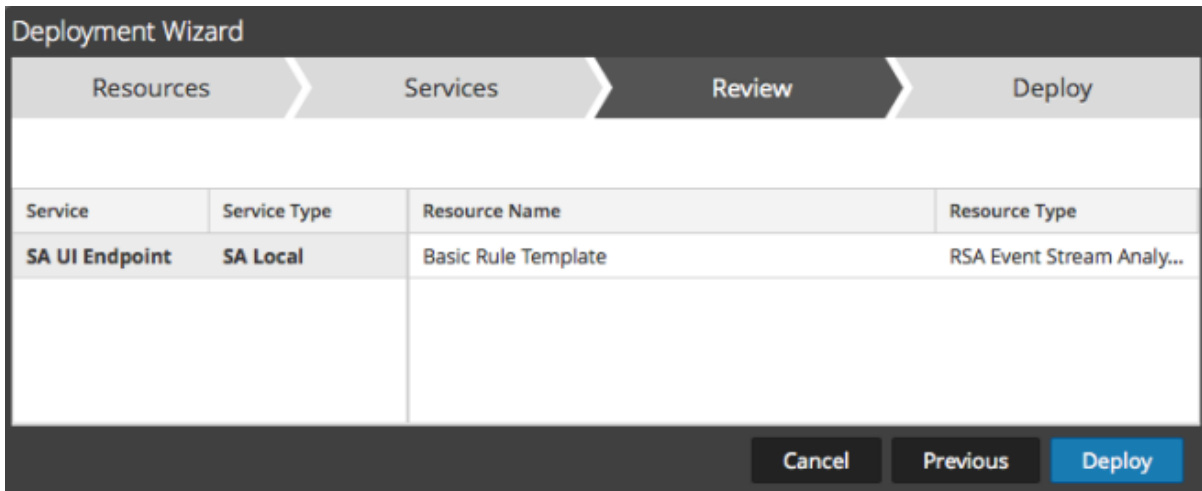 Deployment Wizard
Resources Services Review Deploy
Service Service Type Resource Name Resource Type
SA UI Endpoint SA Local Basic Rule Template RSA Event Stream Analy...
Cancel Previous Deploy